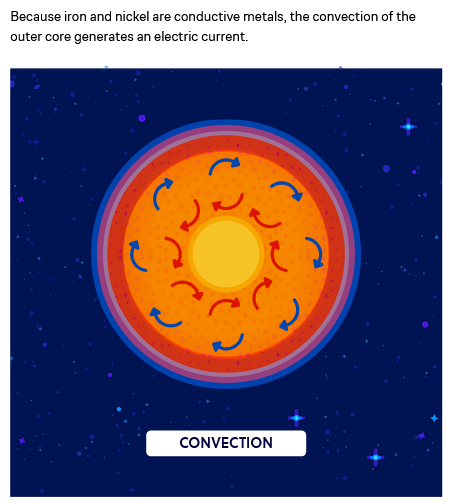 Because iron and nickel are conductive metals, the convection of the
outer core generates an electric current.
CONVECTION